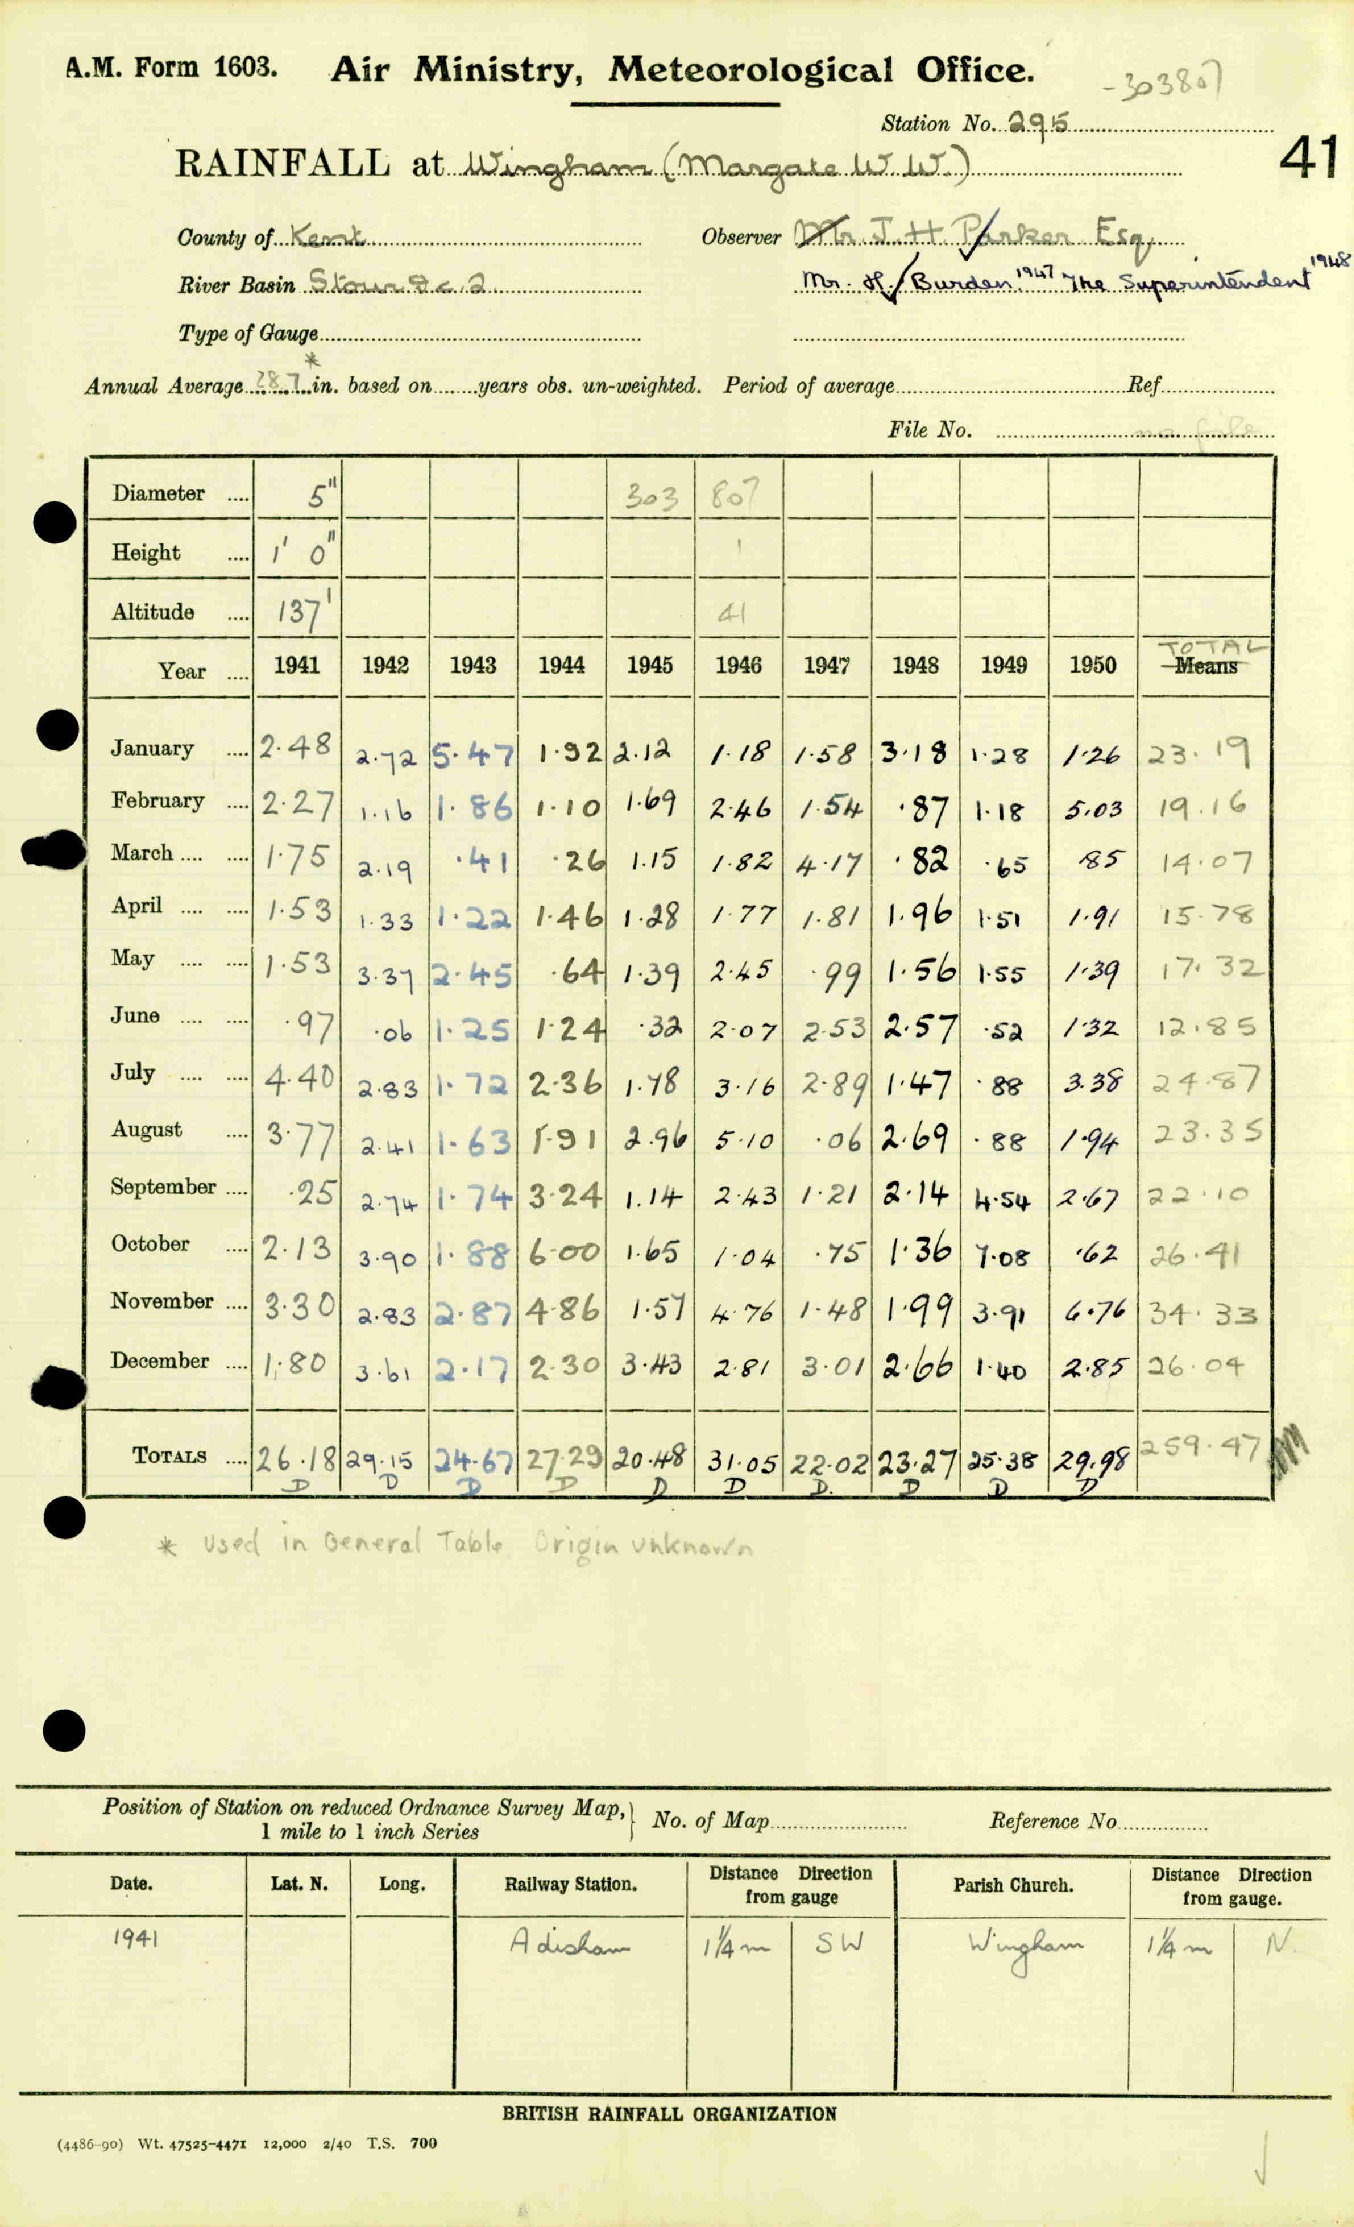 A.M. Form 1603. Air Ministry, Meteorological Office. -303807
Station No. 295
41
RAINFALL at Wingham (Margate W.W.)
County of Kent Observer Mr J.H. Parker Esq
River Basin Stour &c 2 Mr. H. Burden 1947 The Superintendent 1948
Type of Gauge
Annual Average 28.7* in. based on years obs. un-weighted. Period of average Ref.
File No. no file
Diameter .... 5" 303 807
Height .... 1' 0" 1
Altitude .... 137' 41
TOTAL
Year .... 1941 1942 1943 1944 1945 1946 1947 1948 1949 1950 Means
January .... 2.48 2.72 5.47 1.92 2.12 1.18 1.58 3.18 1.28 1.26 23.19
February .... 2.27 1.16 1.86 1.10 1.69 2.46 1.54 .87 1.18 5.03 19.16
March .... .... 1.75 2.19 .41 .26 1.15 1.82 4.17 .82 .65 .85 14.07
April .... .... 1.53 1.33 1.22 1.46 1.28 1.77 1.81 1.96 1.51 1.91 15.78
May .... .... 1.53 3.37 2.45 .64 1.39 2.45 .99 1.56 1.55 1.39 17.32
June .... .... .97 .06 1.25 1.24 .32 2.07 2.53 2.57 .52 1.32 12.85
July .... .... 4.40 2.83 1.72 2.36 1.78 3.16 2.89 1.47 .88 3.38 24.87
August .... 3.77 2.41 1.63 1.91 2.96 5.10 .06 2.69 .88 1.94 23.35
September .... .25 2.74 1.74 3.24 1.14 2.43 1.21 2.14 4.54 2.67 22.10
October .... 2.13 3.90 1.88 6.00 1.65 1.04 .75 1.36 7.08 .62 26.41
November .... 3.30 2.83 2.87 4.86 1.57 4.76 1.48 1.99 3.91 6.76 34.33
December .... 1.80 3.61 2.17 2.30 3.43 2.81 3.01 2.66 1.40 2.85 26.04
TOTALS .... 26.18 29.15 24.67 27.29 20.48 31.05 22.02 23.27 25.38 29.98 259.47
D D D D D D D. D D D
* Used in General Table Origin unknown
Position of Station on reduced Ordnance Survey Map, No. of Map Reference No
1 mile to 1 inch Series
Date. Lat. N. Long. Railway Station. Distance from gauge Direction Parish Church. Distance from gauge. Direction
1941 Adisham 1¼ m SW Wingham 1¼ m N.
BRITISH RAINFALL ORGANIZATION
(4486-90) Wt. 47525-4471 12,000 2/40 T.S. 700